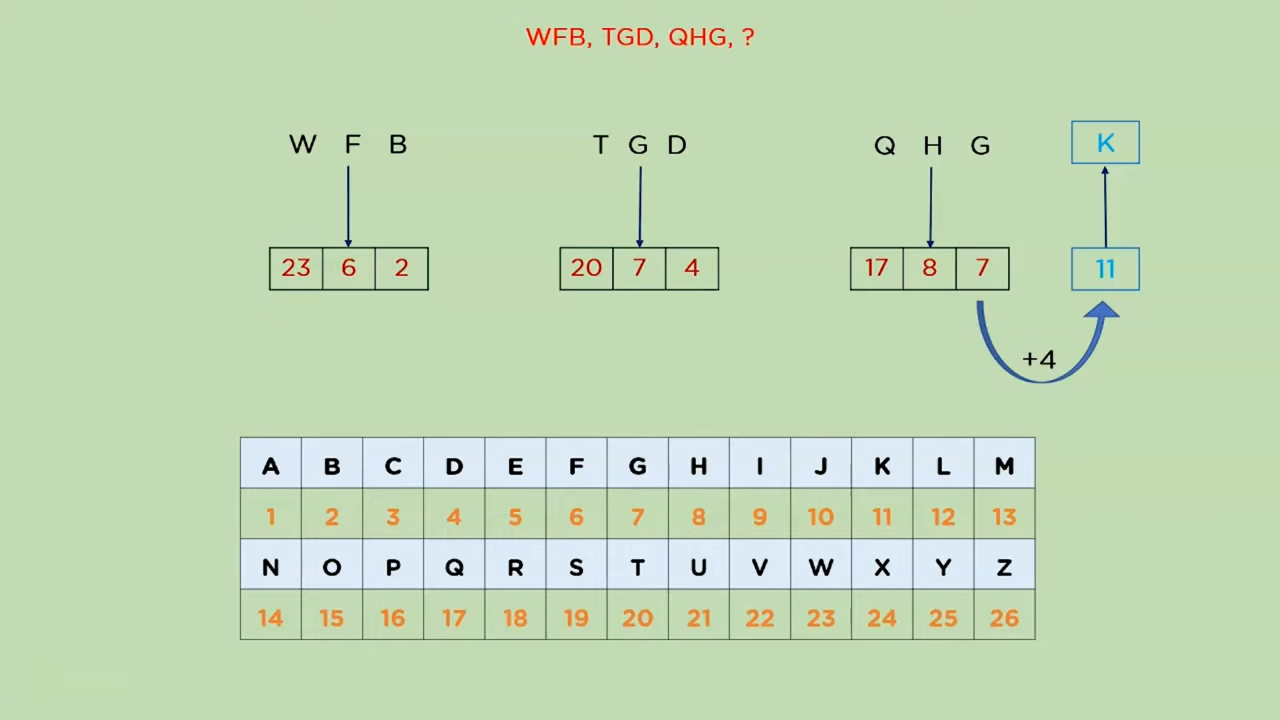 WFB, TGD, QHG, ?
W F B T G D Q H G K
23 6 2 20 7 4 17 8 7 11
+4
A B C D E F G H I J K L M
1 2 3 4 5 6 7 8 9 10 11 12 13
N O P Q R S T U V W X Y Z
14 15 16 17 18 19 20 21 22 23 24 25 26